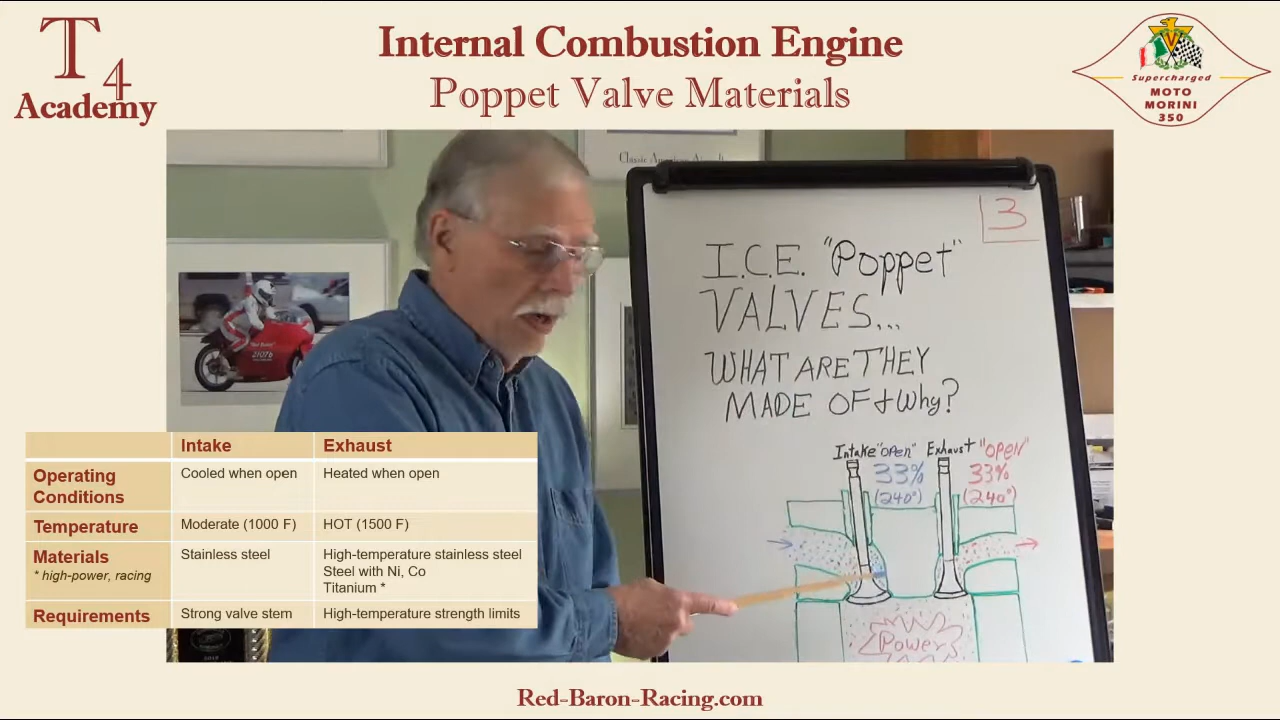 T4
Academy
Internal Combustion Engine
Poppet Valve Materials
Supercharged
MOTO
MORINI
350
3
I.C.E. "Poppet"
VALVES...
WHAT ARE THEY
MADE OF & Why?
Intake "open" Exhaust "open"
33% 33%
(240°) (240°)
Powers
Intake Exhaust
Operating Conditions Cooled when open Heated when open
Temperature Moderate (1000 F) HOT (1500 F)
Materials Stainless steel High-temperature stainless steel
* high-power, racing Steel with Ni, Co
Titanium *
Requirements Strong valve stem High-temperature strength limits
Red-Baron-Racing.com